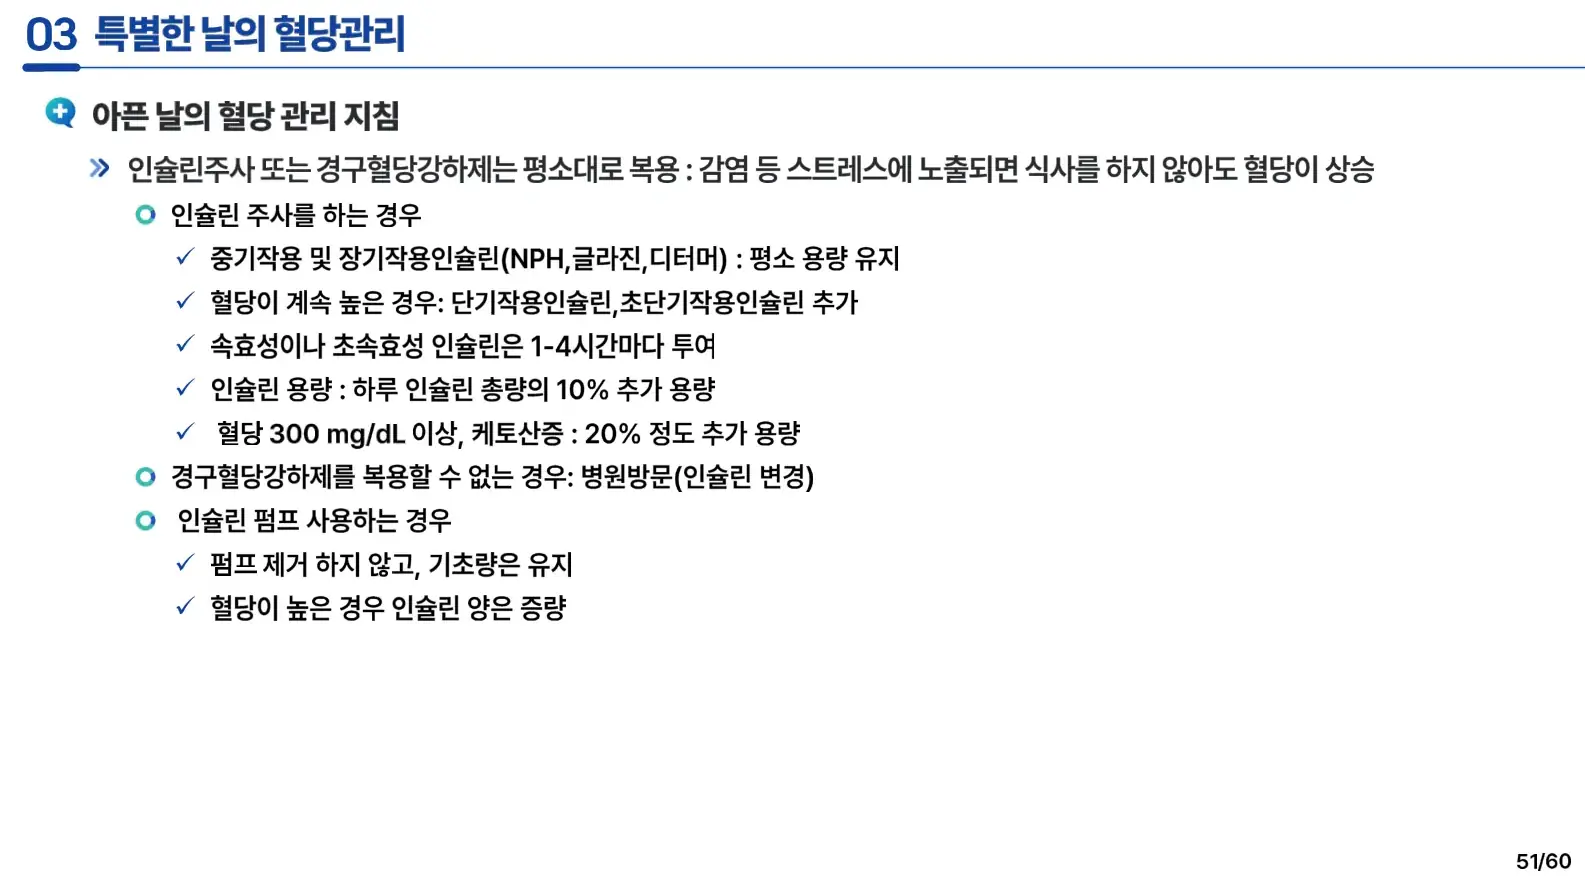 03 특별한 날의 혈당관리
아픈 날의 혈당 관리 지침
인슐린주사 또는 경구혈당강하제는 평소대로 복용 : 감염 등 스트레스에 노출되면 식사를 하지 않아도 혈당이 상승
인슐린 주사를 하는 경우
중기작용 및 장기작용인슐린(NPH,글라진,디터머) : 평소 용량 유지
혈당이 계속 높은 경우: 단기작용인슐린,초단기작용인슐린 추가
속효성이나 초속효성 인슐린은 1-4시간마다 투여
인슐린 용량 : 하루 인슐린 총량의 10% 추가 용량
혈당 300 mg/dL 이상, 케토산증 : 20% 정도 추가 용량
경구혈당강하제를 복용할 수 없는 경우: 병원방문(인슐린 변경)
인슐린 펌프 사용하는 경우
펌프 제거 하지 않고, 기초량은 유지
혈당이 높은 경우 인슐린 양은 증량
51/60